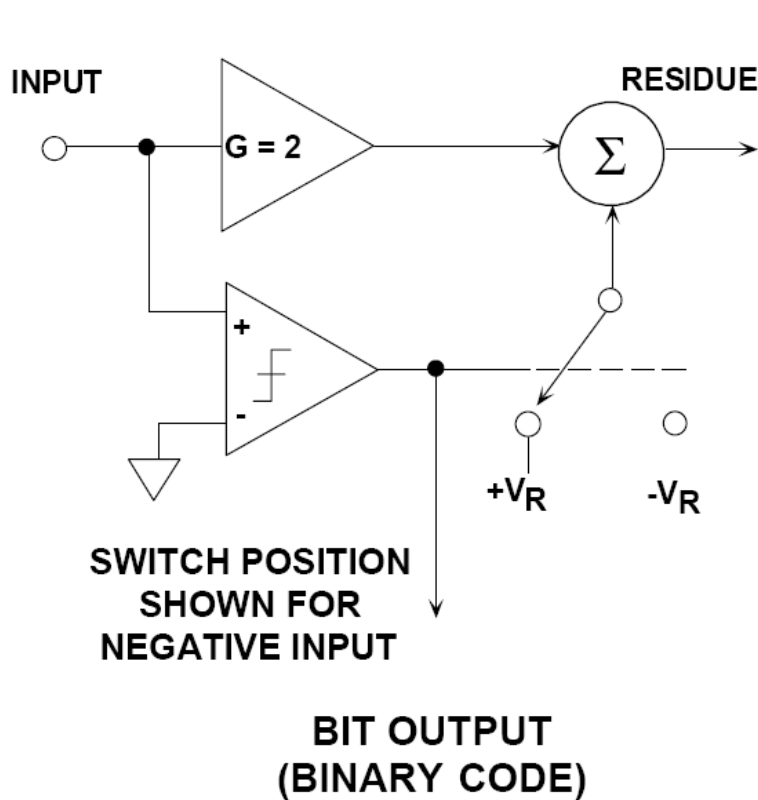 INPUT
RESIDUE
G = 2
Σ
+
-
+VR
-VR
SWITCH POSITION
SHOWN FOR
NEGATIVE INPUT
BIT OUTPUT
(BINARY CODE)